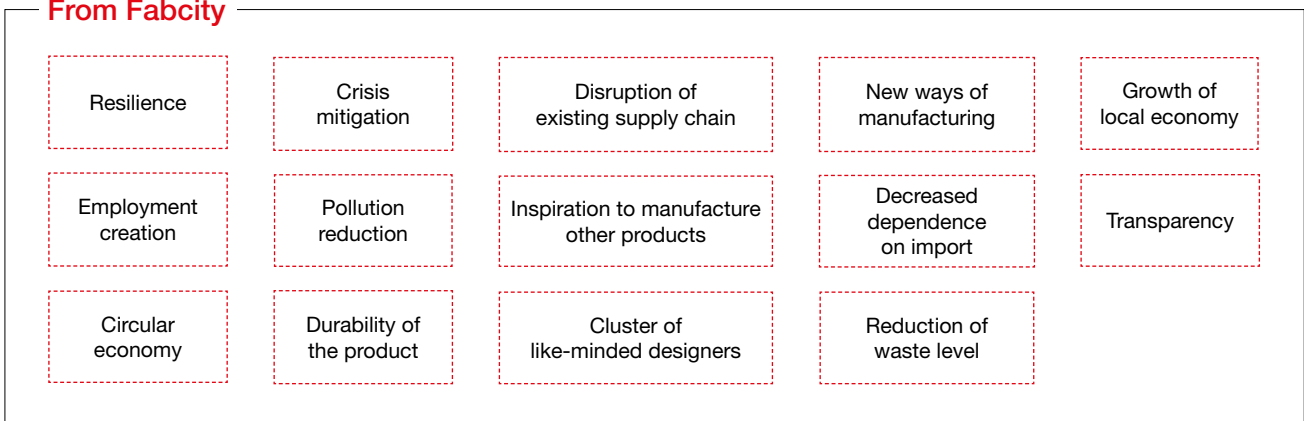 From Fabcity
Resilience
Crisis
mitigation
Disruption of
existing supply chain
New ways of
manufacturing
Growth of
local economy
Employment
creation
Pollution
reduction
Inspiration to manufacture
other products
Decreased
dependence
on import
Transparency
Circular
economy
Durability of
the product
Cluster of
like-minded designers
Reduction of
waste level